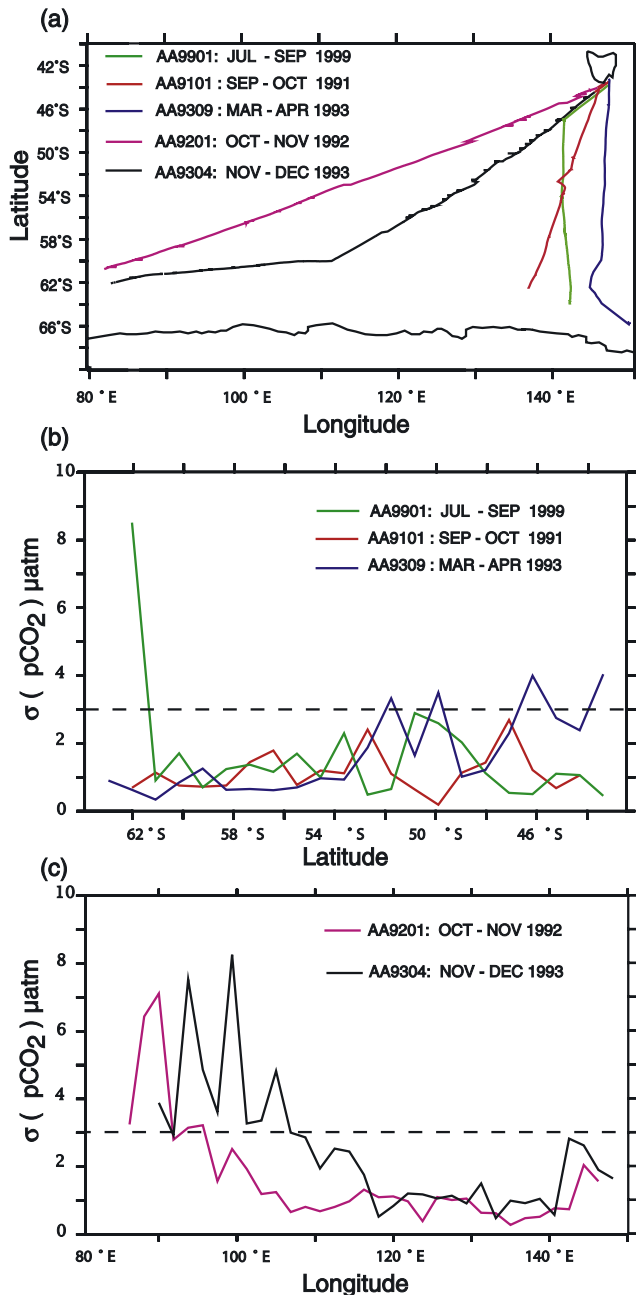 (a)
AA9901: JUL - SEP 1999
AA9101 : SEP - OCT 1991
AA9309 : MAR - APR 1993
AA9201: OCT - NOV 1992
AA9304: NOV - DEC 1993
42°S
46°S
50°S
54°S
58°S
62°S
66°S
Latitude
80 °E 100 °E 120 °E 140 °E
Longitude
(b)
AA9901: JUL - SEP 1999
AA9101 : SEP - OCT 1991
AA9309 : MAR - APR 1993
10
8
6
4
2
0
σ ( pCO2) µatm
62°S 58°S 54 °S 50 °S 46 °S
Latitude
(c)
AA9201: OCT - NOV 1992
AA9304: NOV - DEC 1993
10
8
6
4
2
0
σ ( pCO2) µatm
80 °E 100 °E 120 °E 140 °E
Longitude